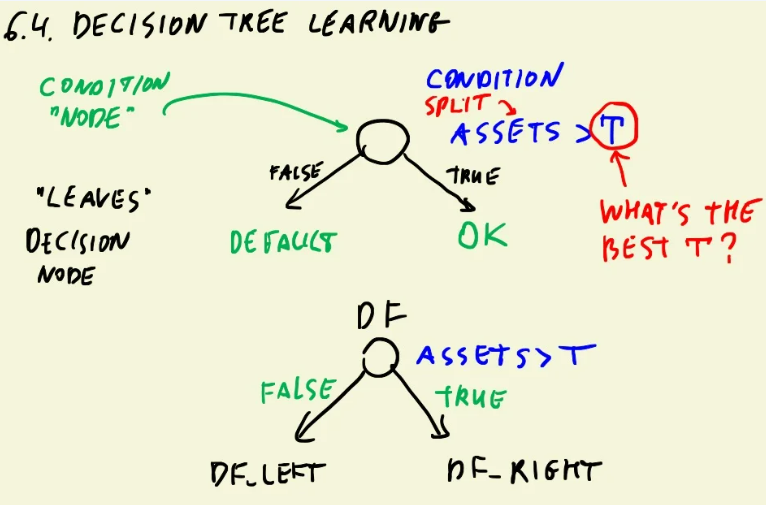 6.4. DECISION TREE LEARNING
CONDITION
"NODE"
CONDITION
SPLIT
ASSETS > T
FALSE
TRUE
"LEAVES"
DECISION
NODE
DEFAULT
OK
WHAT'S THE
BEST T?
DF
ASSETS > T
FALSE
TRUE
DF_LEFT
DF_RIGHT